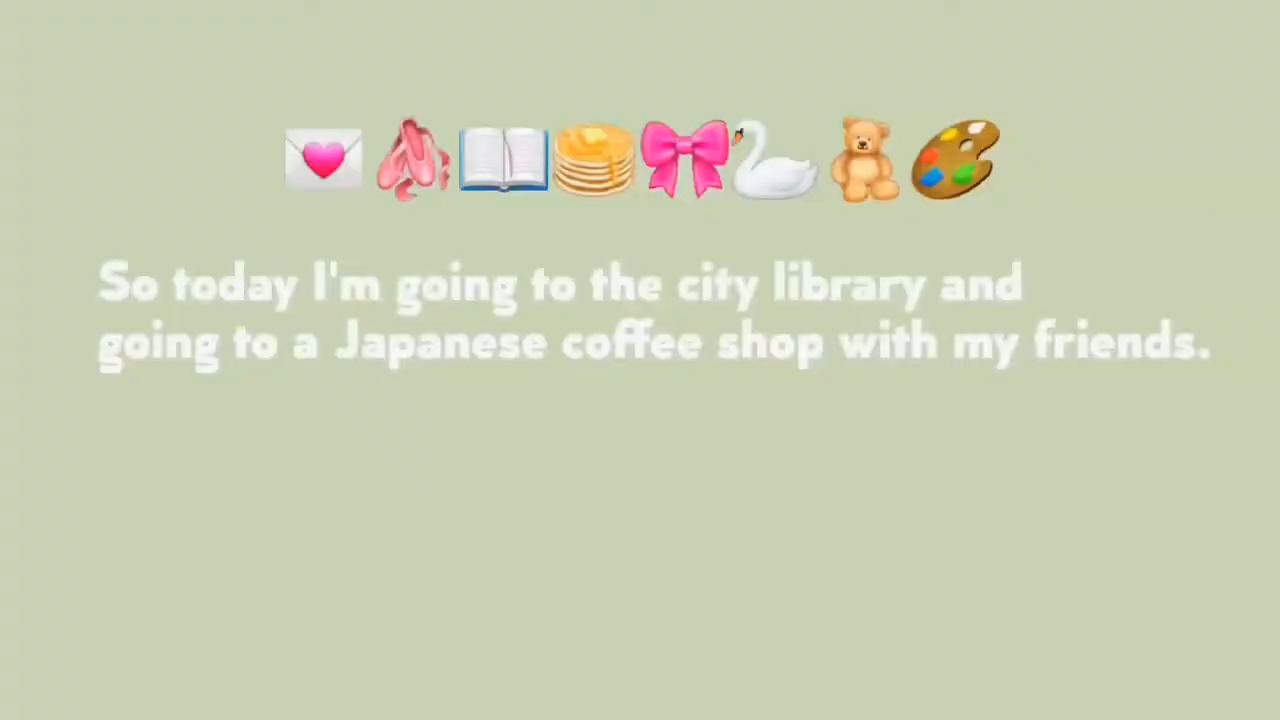 So today I'm going to the city library and
going to a Japanese coffee shop with my friends.